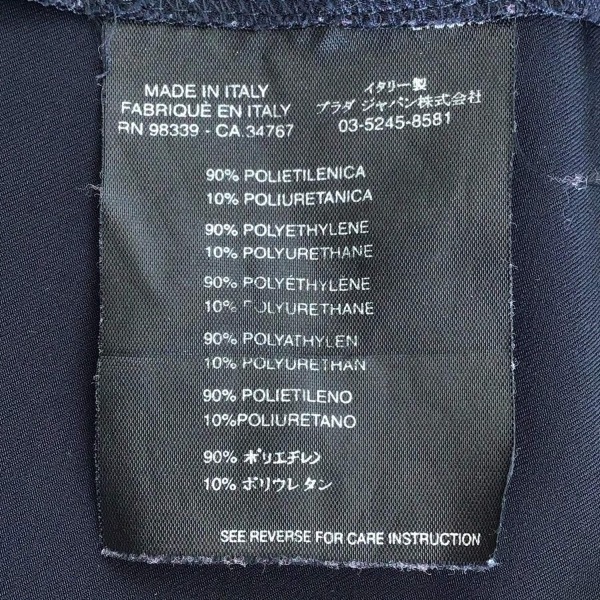 MADE IN ITALY
FABRIQUÈ EN ITALY
RN 98339 - CA.34767
イタリー製
プラダ ジャパン株式会社
03-5245-8581
90% POLIETILENICA
10% POLIURETANICA
90% POLYETHYLENE
10% POLYURETHANE
90% POLYÉTHYLÈNE
10% POLYURETHANE
90% POLYATHYLEN
10% POLYURETHAN
90% POLIETILENO
10%POLIURETANO
90% ポリエチレン
10% ポリウレタン
SEE REVERSE FOR CARE INSTRUCTION